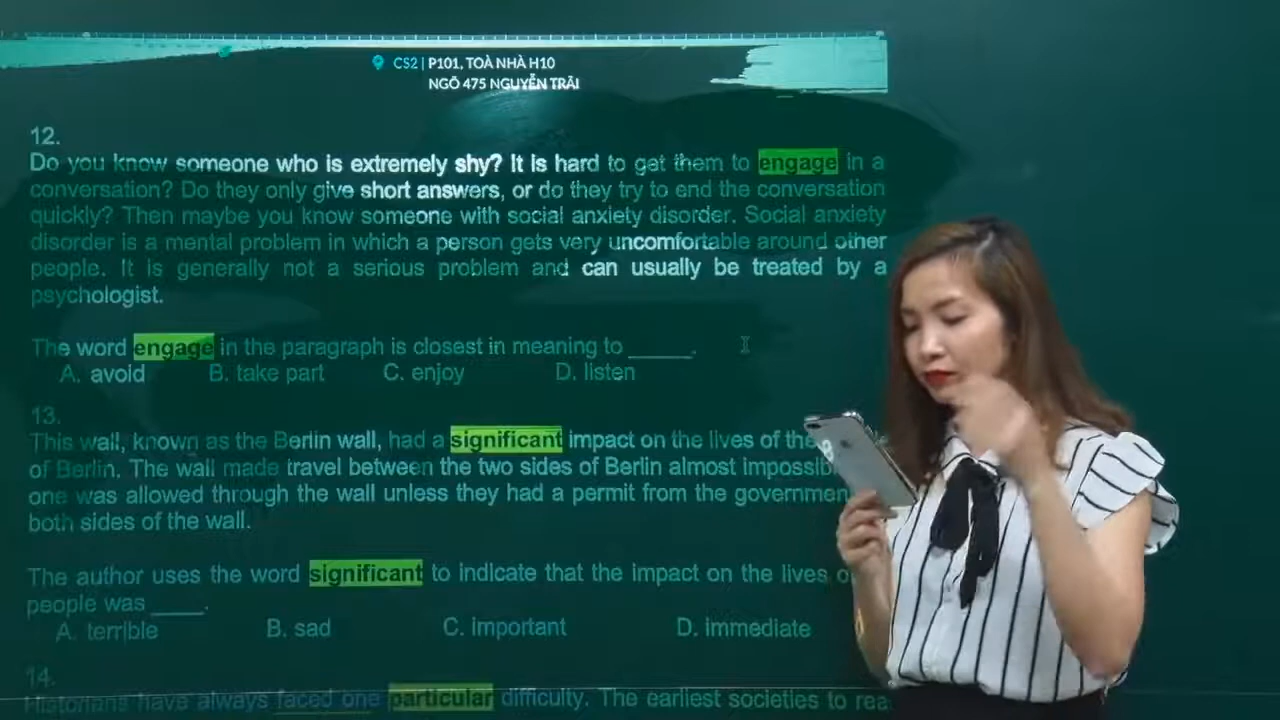 CS2 | P101, TOÀ NHÀ H10
NGÕ 475 NGUYỄN TRÃI
12.
Do you know someone who is extremely shy? It is hard to get them to engage in a
conversation? Do they only give short answers, or do they try to end the conversation
quickly? Then maybe you know someone with social anxiety disorder. Social anxiety
disorder is a mental problem in which a person gets very uncomfortable around other
people. It is generally not a serious problem and can usually be treated by a
psychologist.
The word engage in the paragraph is closest in meaning to _____.
A. avoid B. take part C. enjoy D. listen
13.
This wall, known as the Berlin wall, had a significant impact on the lives of the
of Berlin. The wall made travel between the two sides of Berlin almost
one was allowed through the wall unless they had a permit from the
both sides of the wall.
The author uses the word significant to indicate that the impact on the lives
people was ____.
A. terrible B. sad C. important D. immediate
14.
Historians have always faced one particular difficulty. The earliest societies to